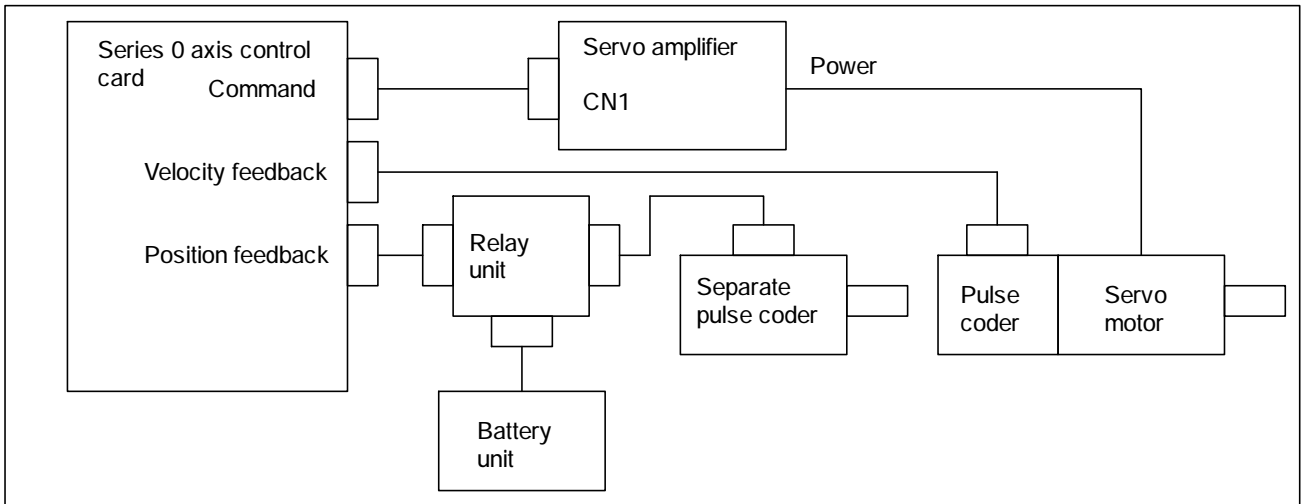 Series 0 axis control
card
Command
Servo amplifier
CN1
Power
Velocity feedback
Position feedback
Relay
unit
Separate
pulse coder
Pulse
coder
Servo
motor
Battery
unit